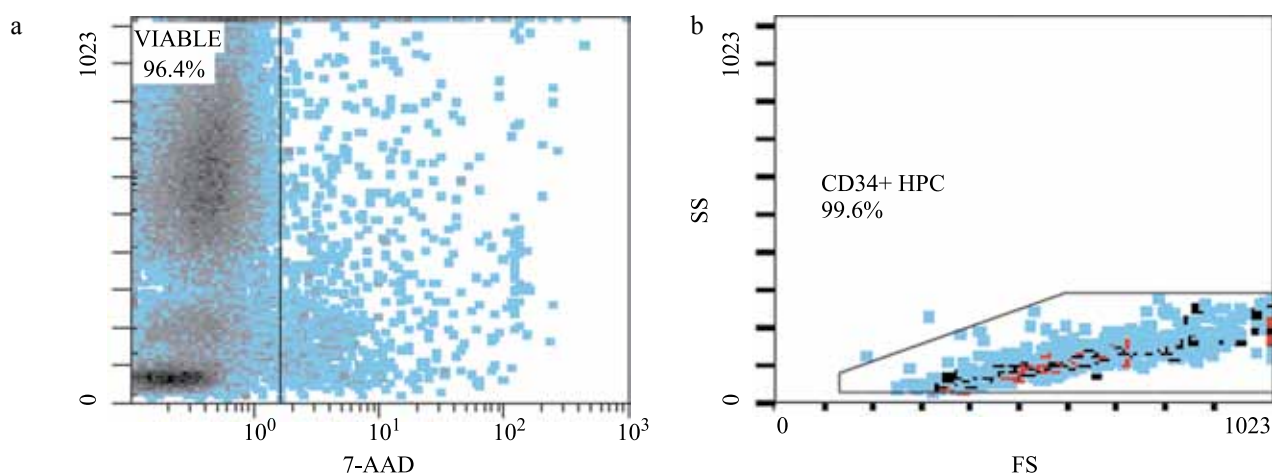 a
VIABLE
96.4%
1023
0
10^0
10^1
10^2
10^3
7-AAD
b
1023
SS
CD34+ HPC
99.6%
0
0
1023
FS